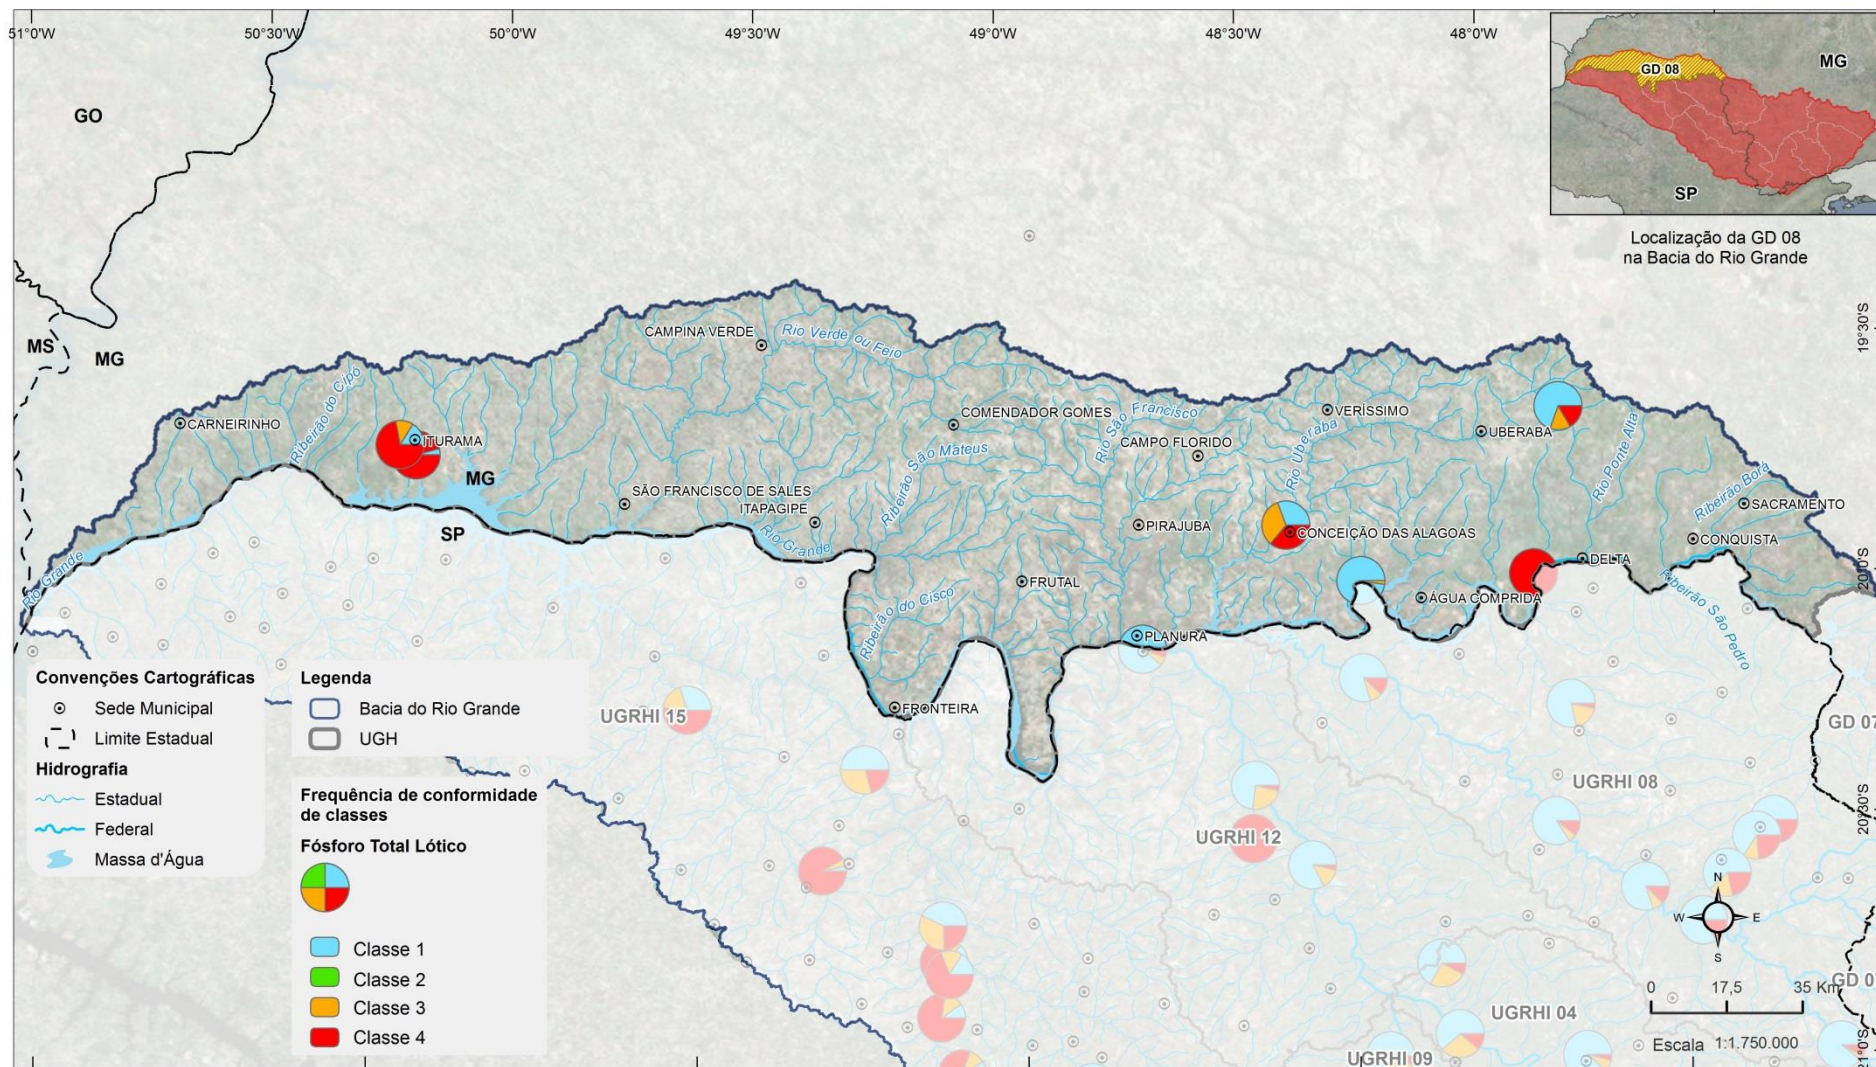 51°0'W
50°30'W
50°0'W
49°30'W
49°0'W
48°30'W
48°0'W
GO
MS
MG
GD 08
MG
SP
Localização da GD 08
na Bacia do Rio Grande
19°30'S
20°0'S
20°30'S
21°0'S
CAMPINA VERDE
Rio Verde ou Feio
CARNEIRINHO
Ribeirão do Cipó
ITURAMA
MG
SP
SÃO FRANCISCO DE SALES
ITAPAGIPE
Rio Grande
Rio Grande
COMENDADOR GOMES
Ribeirão São Mateus
Rio São Francisco
CAMPO FLORIDO
VERÍSSIMO
Rio Uberaba
UBERABA
Rio Ponte Alta
Ribeirão Borá
SACRAMENTO
PIRAJUBA
CONCEIÇÃO DAS ALAGOAS
CONQUISTA
DELTA
FRUTAL
ÁGUA COMPRIDA
Ribeirão do Cisco
Ribeirão São Pedro
PLANURA
FRONTEIRA
UGRHI 15
UGRHI 08
GD 07
UGRHI 12
UGRHI 04
UGRHI 09
GD 0
Convenções Cartográficas
Sede Municipal
Limite Estadual
Hidrografia
Estadual
Federal
Massa d'Água
Legenda
Bacia do Rio Grande
UGH
Frequência de conformidade
de classes
Fósforo Total Lótico
Classe 1
Classe 2
Classe 3
Classe 4
N
W
E
S
0 17,5 35 Km
Escala 1:1.750.000